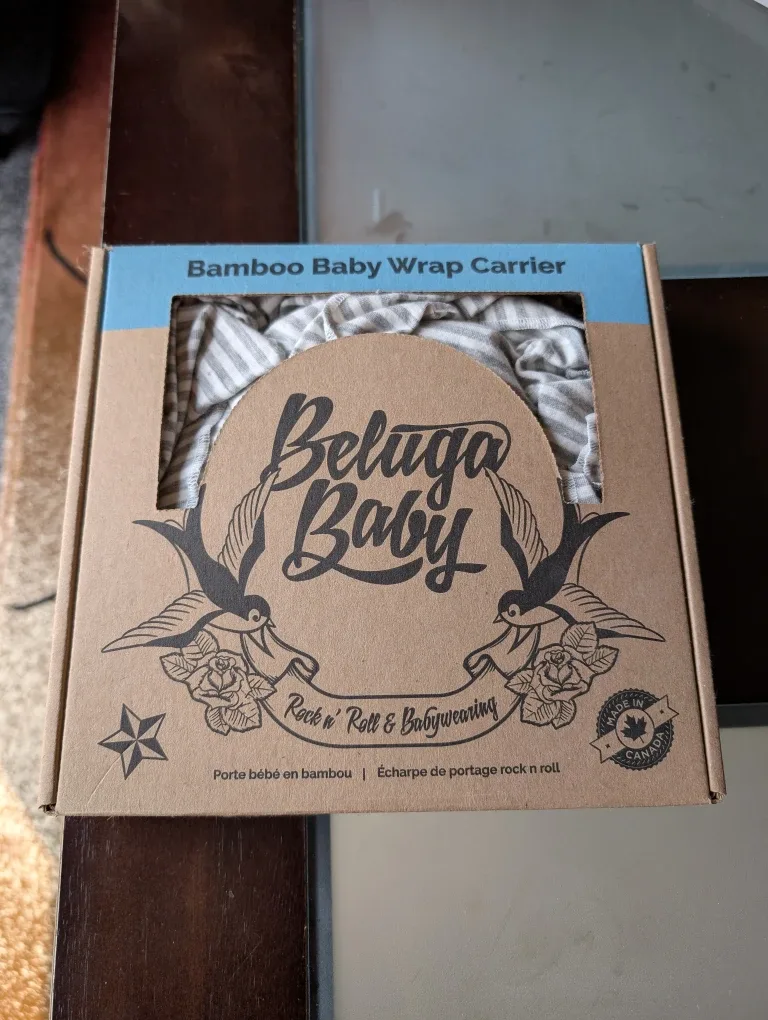 Bamboo Baby Wrap Carrier
Beluga
Baby
Rock n' Roll & Babywearing
MADE IN
CANADA
Porte bébé en bambou | Écharpe de portage rock n roll